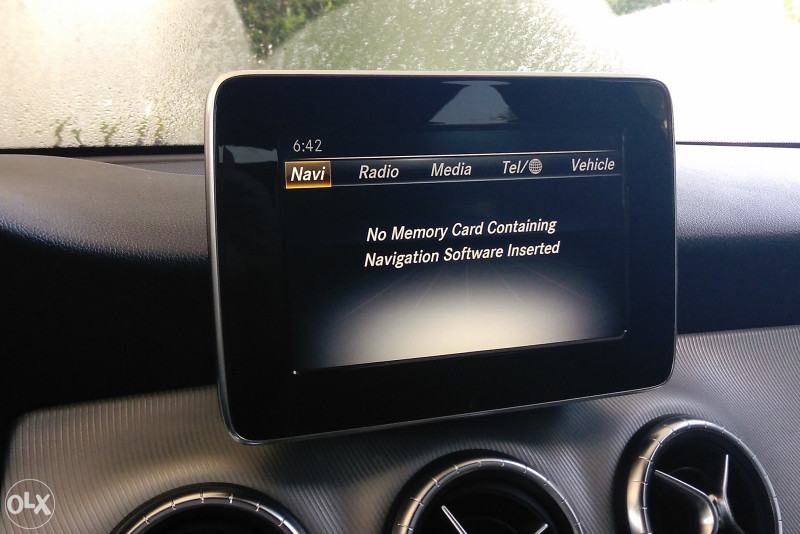 6:42
Navi Radio Media Tel/ Vehicle
No Memory Card Containing
Navigation Software Inserted
OLX